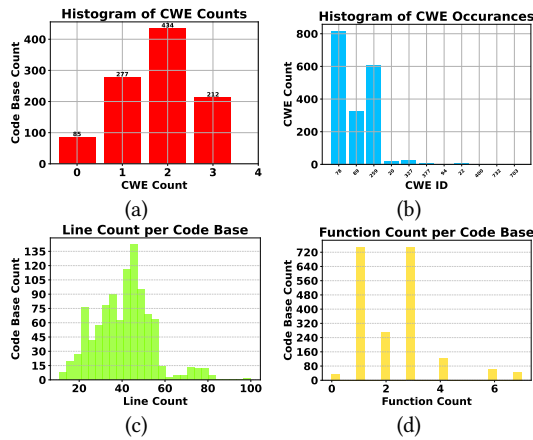 Histogram of CWE Counts
Code Base Count
400
300
200
100
0
85
277
434
212
0 1 2 3 4
CWE Count
(a)
Histogram of CWE Occurances
CWE Count
800
600
400
200
0
78 89 259 20 327 377 94 22 400 732 703
CWE ID
(b)
Line Count per Code Base
Code Base Count
135
120
105
90
75
60
45
30
15
0
20 40 60 80 100
Line Count
(c)
Function Count per Code Base
Code Base Count
720
640
560
480
400
320
240
160
80
0
0 2 4 6
Function Count
(d)